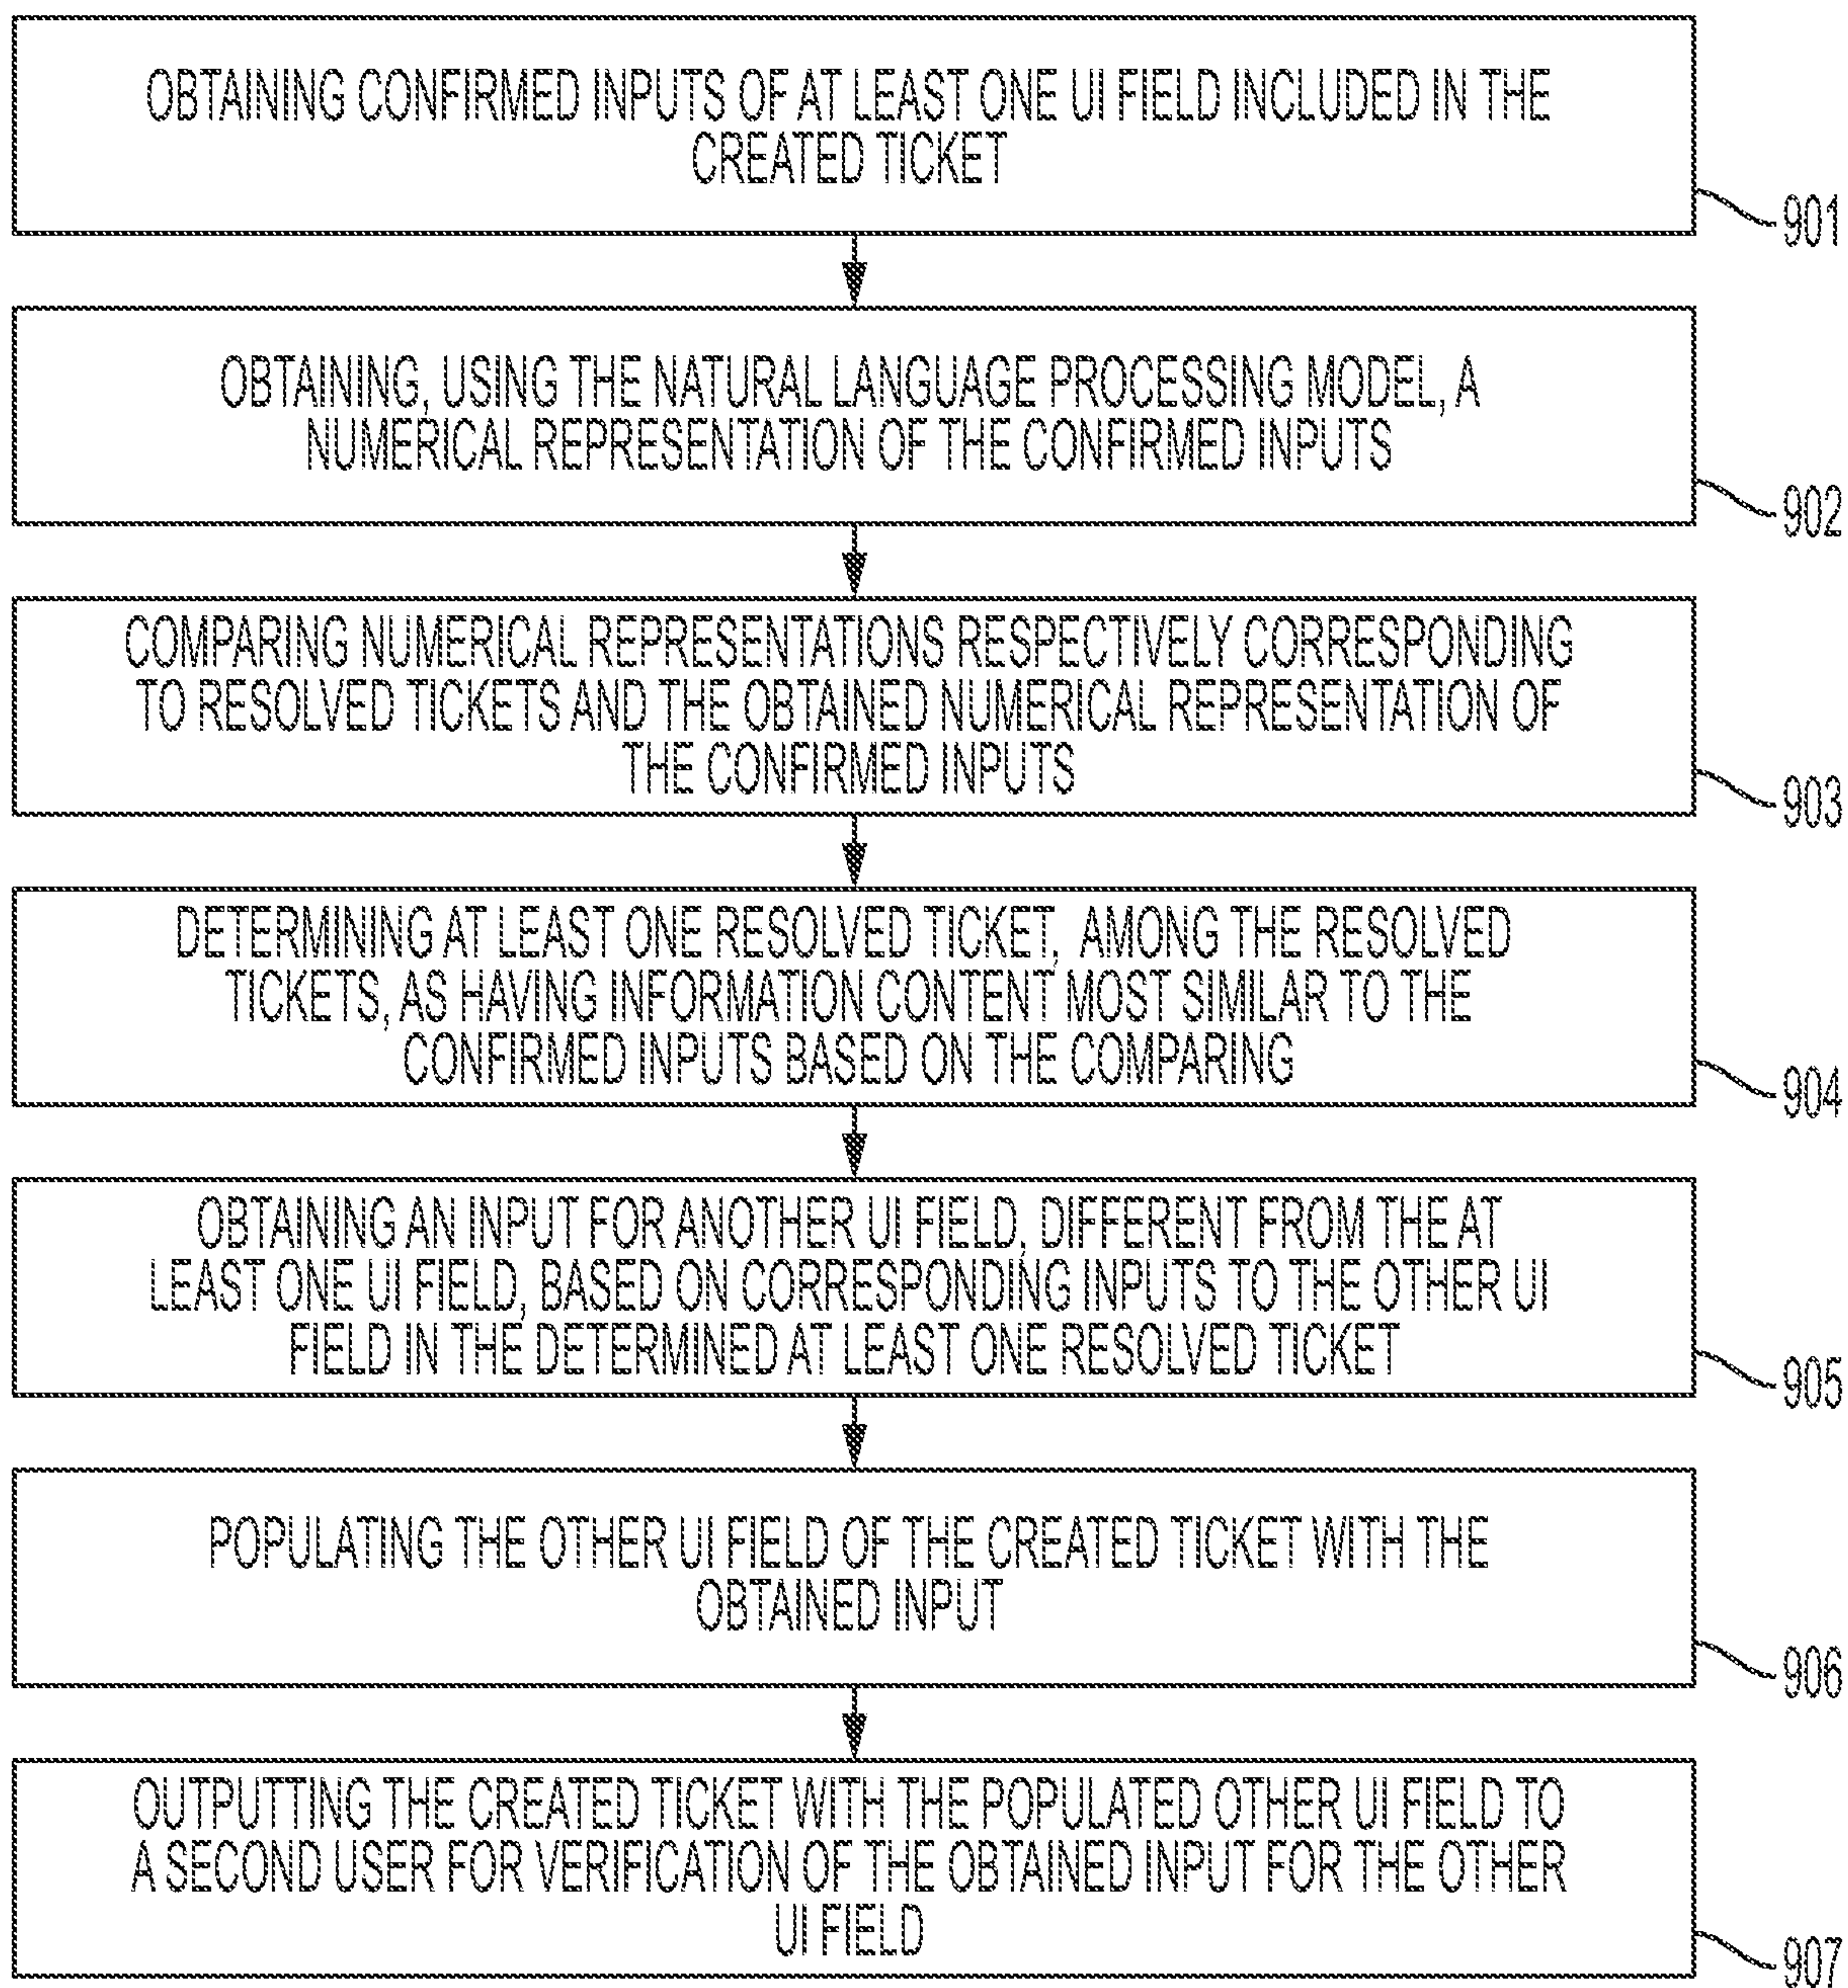 OBTAINING CONFIRMED INPUTS OF AT LEAST ONE UI FIELD INCLUDED IN THE
CREATED TICKET
901
OBTAINING, USING THE NATURAL LANGUAGE PROCESSING MODEL, A
NUMERICAL REPRESENTATION OF THE CONFIRMED INPUTS
902
COMPARING NUMERICAL REPRESENTATIONS RESPECTIVELY CORRESPONDING
TO RESOLVED TICKETS AND THE OBTAINED NUMERICAL REPRESENTATION OF
THE CONFIRMED INPUTS
903
DETERMINING AT LEAST ONE RESOLVED TICKET, AMONG THE RESOLVED
TICKETS, AS HAVING INFORMATION CONTENT MOST SIMILAR TO THE
CONFIRMED INPUTS BASED ON THE COMPARING
904
OBTAINING AN INPUT FOR ANOTHER UI FIELD, DIFFERENT FROM THE AT
LEAST ONE UI FIELD, BASED ON CORRESPONDING INPUTS TO THE OTHER UI
FIELD IN THE DETERMINED AT LEAST ONE RESOLVED TICKET
905
POPULATING THE OTHER UI FIELD OF THE CREATED TICKET WITH THE
OBTAINED INPUT
906
OUTPUTTING THE CREATED TICKET WITH THE POPULATED OTHER UI FIELD TO
A SECOND USER FOR VERIFICATION OF THE OBTAINED INPUT FOR THE OTHER
UI FIELD
907